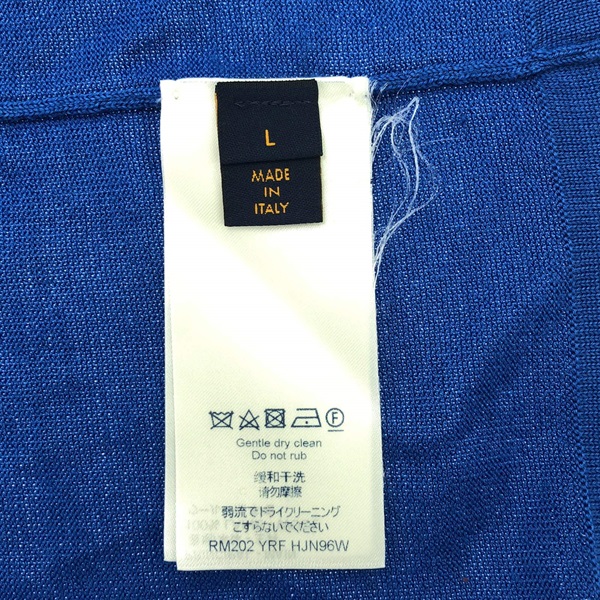 L
MADE
IN
ITALY
Gentle dry clean
Do not rub
缓和干洗
请勿摩擦
弱流でドライクリーニング
こすらないでください
RM202 YRF HJN96W